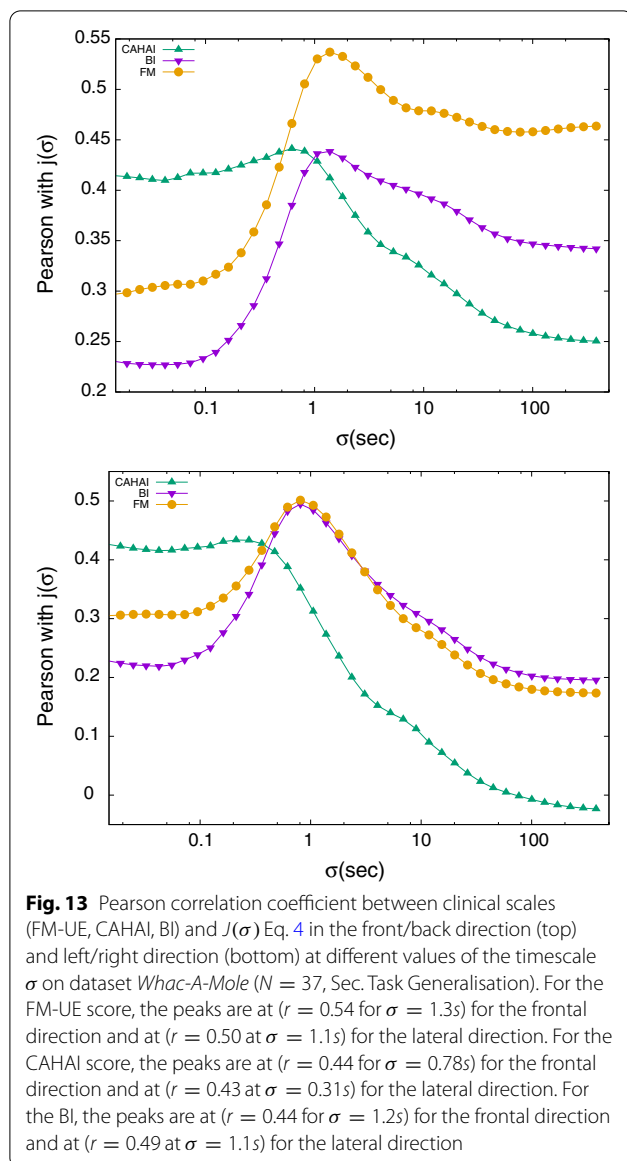 0.55
CAHAI
BI
FM
0.5
0.45
0.4
0.35
0.3
0.25
0.2
Pearson with j(σ)
0.1 1 10 100
σ(sec)
CAHAI
BI
FM
0.5
0.4
0.3
0.2
0.1
0
Pearson with j(σ)
0.1 1 10 100
σ(sec)
Fig. 13 Pearson correlation coefficient between clinical scales
(FM-UE, CAHAI, BI) and J(σ) Eq. 4 in the front/back direction (top)
and left/right direction (bottom) at different values of the timescale
σ on dataset Whac-A-Mole (N = 37, Sec. Task Generalisation). For the
FM-UE score, the peaks are at (r = 0.54 for σ = 1.3s) for the frontal
direction and at (r = 0.50 at σ = 1.1s) for the lateral direction. For the
CAHAI score, the peaks are at (r = 0.44 for σ = 0.78s) for the frontal
direction and at (r = 0.43 at σ = 0.31s) for the lateral direction. For
the BI, the peaks are at (r = 0.44 for σ = 1.2s) for the frontal direction
and at (r = 0.49 at σ = 1.1s) for the lateral direction